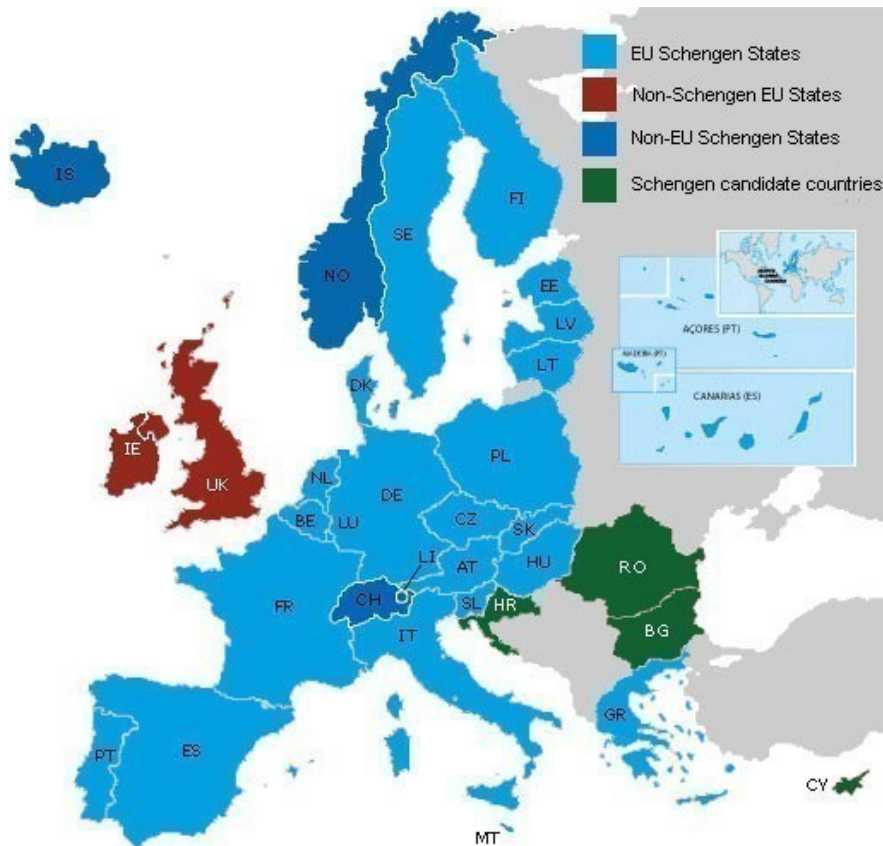 EU Schengen States
Non-Schengen EU States
Non-EU Schengen States
Schengen candidate countries
IS
FI
SE
NO
EE
LV
AÇORES (PT)
LT
MADEIRA (PT)
DK
CANARIAS (ES)
IE
UK
NL
DE
PL
BE
LU
CZ
SK
LI
AT
HU
RO
FR
CH
SL
HR
IT
BG
GR
PT
ES
CY
MT